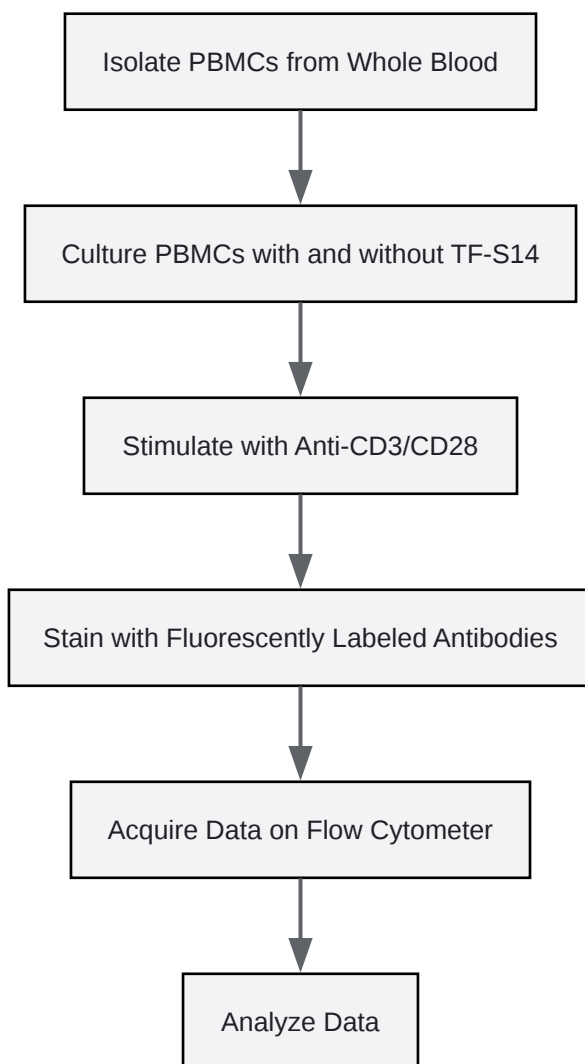 Isolate PBMCs from Whole Blood
Culture PBMCs with and without TF-S14
Stimulate with Anti-CD3/CD28
Stain with Fluorescently Labeled Antibodies
Acquire Data on Flow Cytometer
Analyze Data